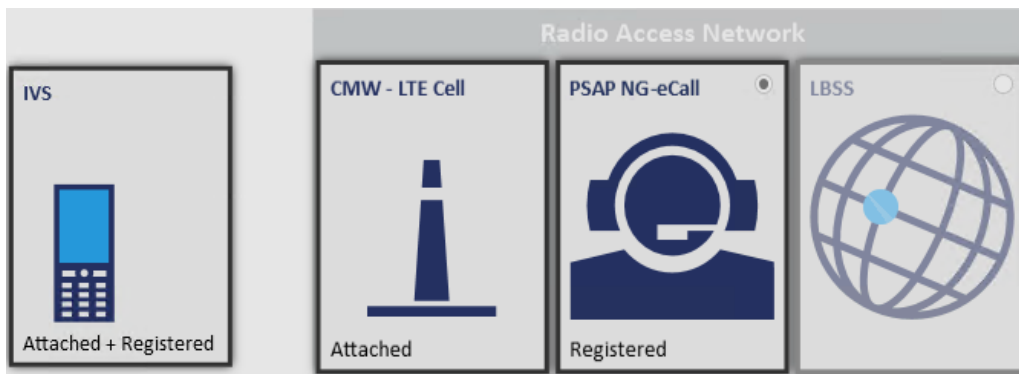 Radio Access Network
IVS
CMW - LTE Cell
PSAP NG-eCall
LBSS
Attached + Registered
Attached
Registered